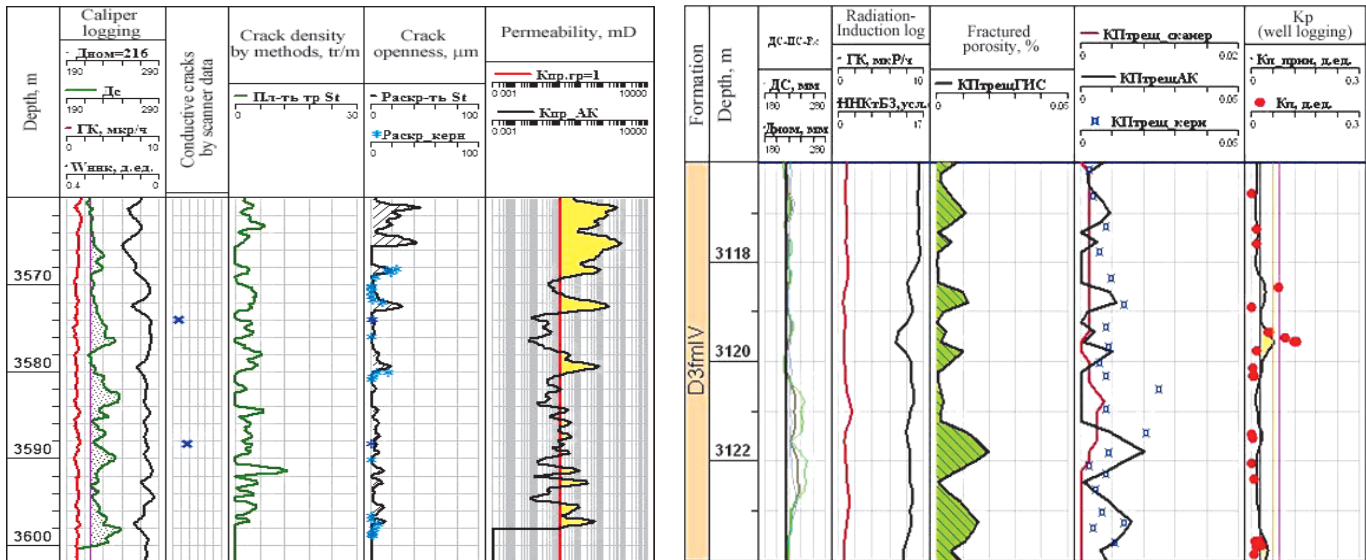 Depth, m
Caliper
logging
Дном=216
190 290
Дс
190 290
ГК, мкр/ч
0 10
Wннк, д.ед.
0.4 0
Conductive cracks
by scanner data
Crack density
by methods, tr/m
Пл-ть тр St
0 30
Crack
openness, µm
Раскр-ть St
0 100
Раскр_керн
0 100
Permeability, mD
Кпр.гр=1
0.001 10000
Кпр_АК
0.001 10000
3570
3580
3590
3600
Formation
Depth, m
ДС, мм
180 280
Дном, мм
180 280
Radiation-
Induction log
ГК, мкР/ч
0 10
ННКтБЗ,усл.
0 17
Fractured
porosity, %
КПтрещГИС
0 0.05
КПтрещ_сканер
0 0.02
КПтрещАК
0 0.05
КПтрещ_керн
0 0.05
Kp
(well logging)
Кп_прин, д.ед.
0 0.3
Кп, д.ед.
0 0.3
D3fmIV
3118
3120
3122